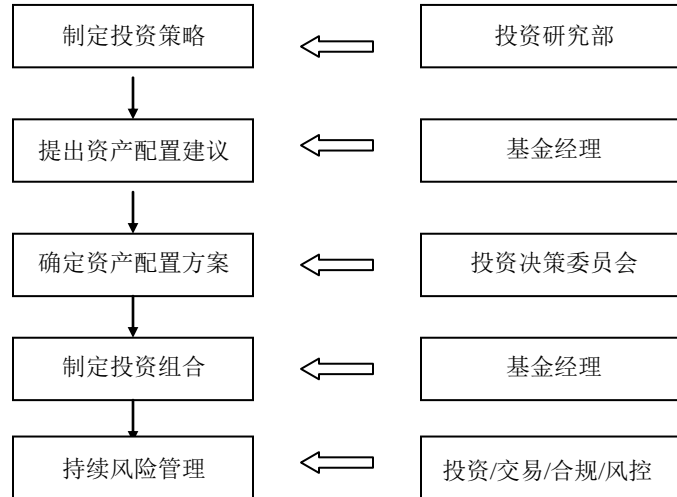 制定投资策略
投资研究部
提出资产配置建议
基金经理
确定资产配置方案
投资决策委员会
制定投资组合
基金经理
持续风险管理
投资/交易/合规/风控